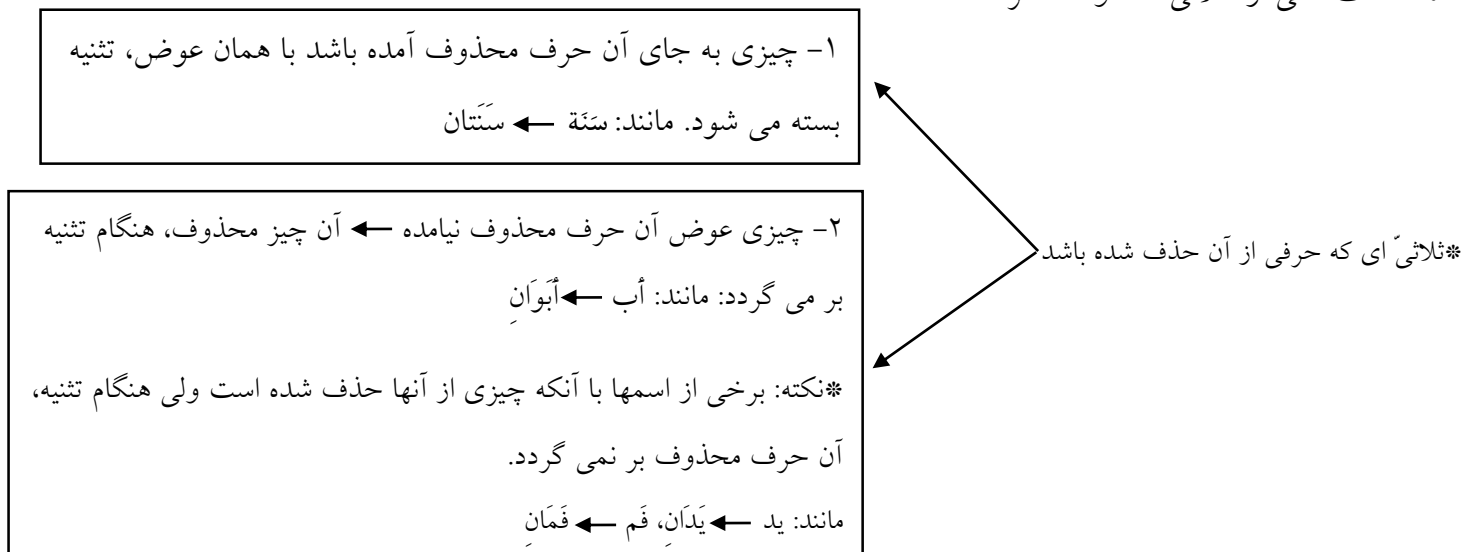 *ثلاثیّ ای که حرفی از آن حذف شده باشد
۱- چیزی به جای آن حرف محذوف آمده باشد با همان عوض، تثنیه
بسته می شود. مانند: سَنَة ← سَنَتان
۲- چیزی عوض آن حرف محذوف نیامده ← آن چیز محذوف، هنگام تثنیه
بر می گردد: مانند: أب ← أَبَوَانِ
*نکته: برخی از اسمها با آنکه چیزی از آنها حذف شده است ولی هنگام تثنیه،
آن حرف محذوف بر نمی گردد.
مانند: ید ← یَدَانِ، فَم ← فَمَانِ